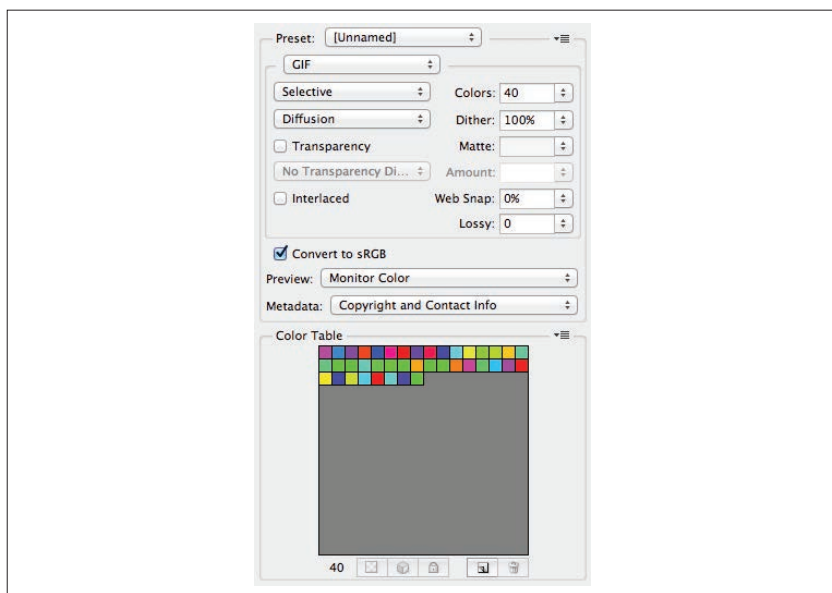 Preset: [Unnamed]
GIF
Selective Colors: 40
Diffusion Dither: 100%
Transparency Matte:
No Transparency Di... Amount:
Interlaced Web Snap: 0%
Lossy: 0
Convert to sRGB
Preview: Monitor Color
Metadata: Copyright and Contact Info
Color Table
40